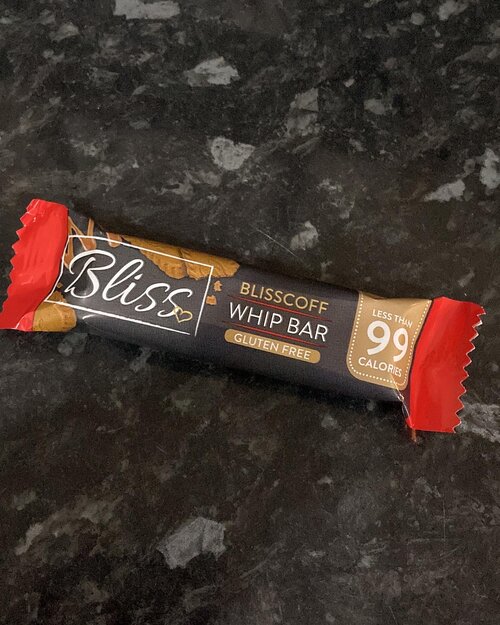 Bliss
BLISSCOFF
WHIP BAR
GLUTEN FREE
LESS THAN
99
CALORIES